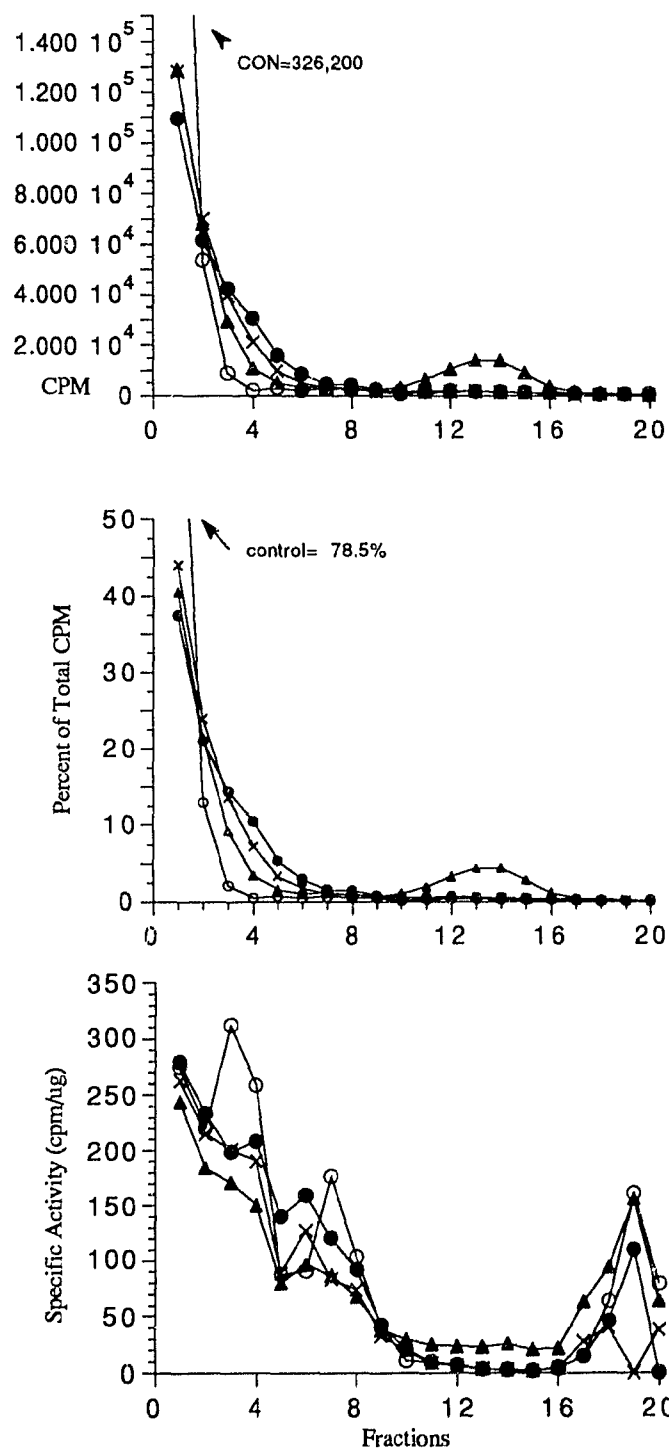 1.400 10^5
CON=326,200
1.200 10^5
1.000 10^5
8.000 10^4
6.000 10^4
4.000 10^4
2.000 10^4
CPM
0
0 4 8 12 16 20
50
control= 78.5%
40
30
20
10
0
Percent of Total CPM
0 4 8 12 16 20
350
300
250
200
150
100
50
0
Specific Activity (cpm/ug)
0 4 8 12 16 20
Fractions